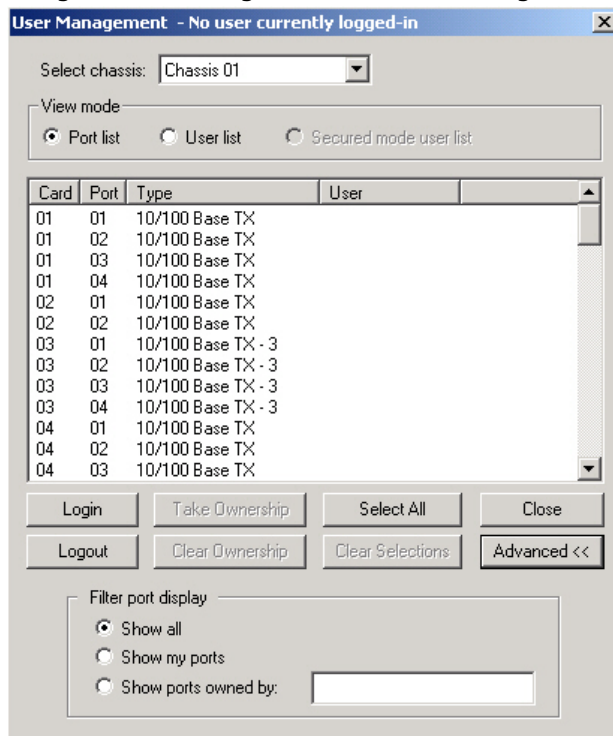 User Management - No user currently logged-in
Select chassis: Chassis 01
View mode
Port list User list Secured mode user list
Card Port Type User
01 01 10/100 Base TX
01 02 10/100 Base TX
01 03 10/100 Base TX
01 04 10/100 Base TX
02 01 10/100 Base TX
02 02 10/100 Base TX
03 01 10/100 Base TX - 3
03 02 10/100 Base TX - 3
03 03 10/100 Base TX - 3
03 04 10/100 Base TX - 3
04 01 10/100 Base TX
04 02 10/100 Base TX
04 03 10/100 Base TX
Login Take Ownership Select All Close
Logout Clear Ownership Clear Selections Advanced <<
Filter port display
Show all
Show my ports
Show ports owned by: